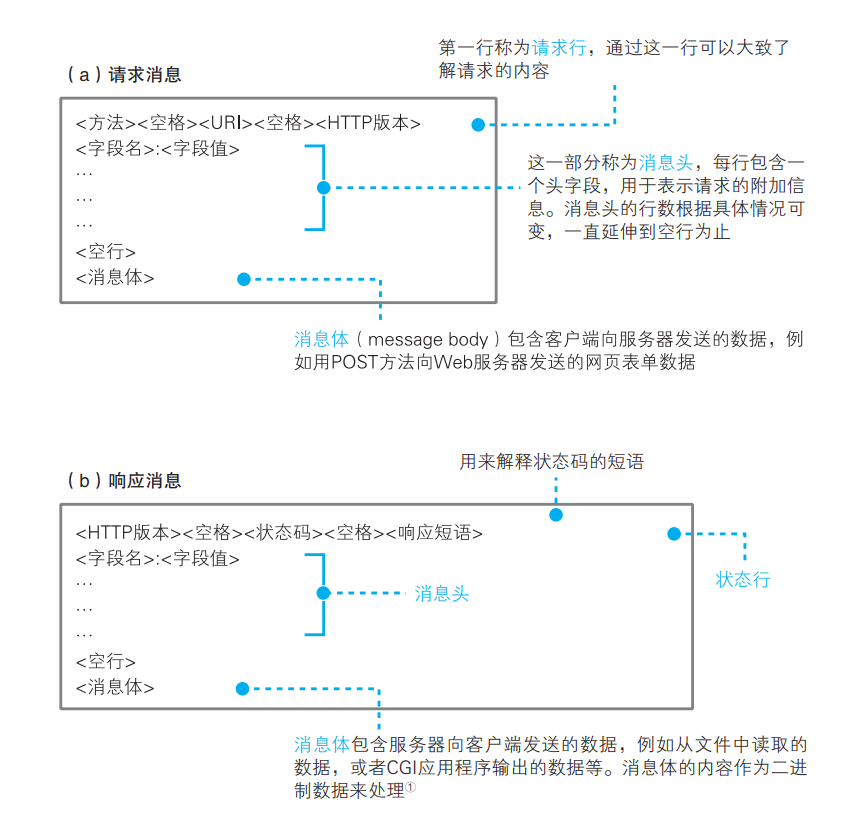 第一行称为请求行，通过这一行可以大致了
解请求的内容
（a）请求消息
<方法><空格><URI><空格><HTTP版本>
<字段名>:<字段值>
…
…
…
<空行>
<消息体>
这一部分称为消息头，每行包含一
个头字段，用于表示请求的附加信
息。消息头的行数根据具体情况可
变，一直延伸到空行为止
消息体（message body）包含客户端向服务器发送的数据，例
如用POST方法向Web服务器发送的网页表单数据
用来解释状态码的短语
（b）响应消息
<HTTP版本><空格><状态码><空格><响应短语>
<字段名>:<字段值>
…
…
…
<空行>
<消息体>
状态行
消息头
消息体包含服务器向客户端发送的数据，例如从文件中读取的
数据，或者CGI应用程序输出的数据等。消息体的内容作为二进
制数据来处理①